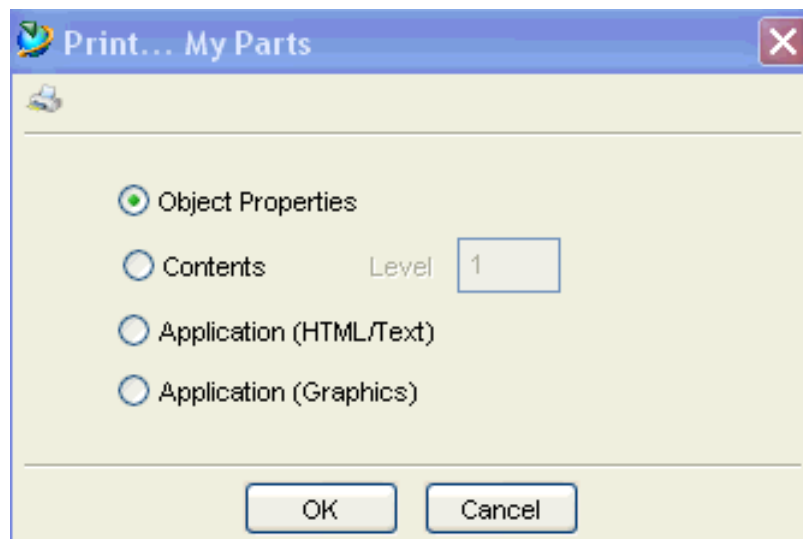 Print... My Parts
Object Properties
Contents Level 1
Application (HTML/Text)
Application (Graphics)
OK Cancel